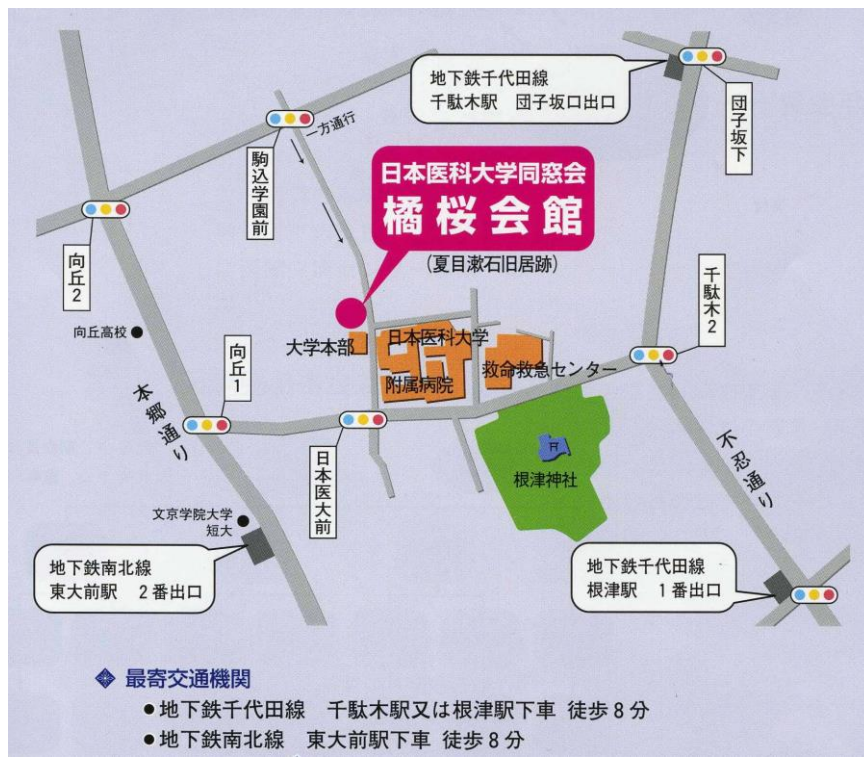 地下鉄千代田線
千駄木駅 団子坂口出口
団子坂下
一方通行
駒込学園前
日本医科大学同窓会
橘桜会館
(夏目漱石旧居跡)
向丘2
千駄木2
向丘高校
大学本部
日本医科大学
附属病院
救命救急センター
向丘1
本郷通り
日本医大前
根津神社
不忍通り
文京学院大学
短大
地下鉄南北線
東大前駅 2番出口
地下鉄千代田線
根津駅 1番出口
最寄交通機関
●地下鉄千代田線 千駄木駅又は根津駅下車 徒歩8分
●地下鉄南北線 東大前駅下車 徒歩8分